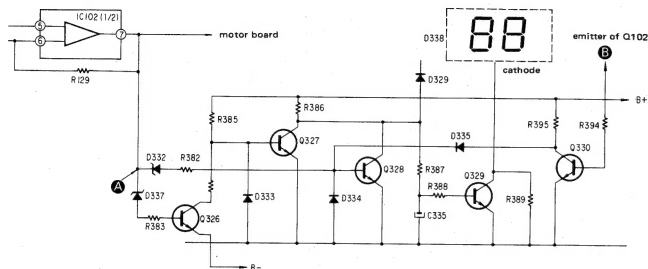 IC102 (1/2)
5
6
7
motor board
R129
D338
88
cathode
emitter of Q102
B
D329
B+
R385
R386
R395
R394
Q327
D335
Q330
D332
R382
Q328
R387
Q329
A
D337
R388
D333
D334
R389
R383
Q326
C335
B-